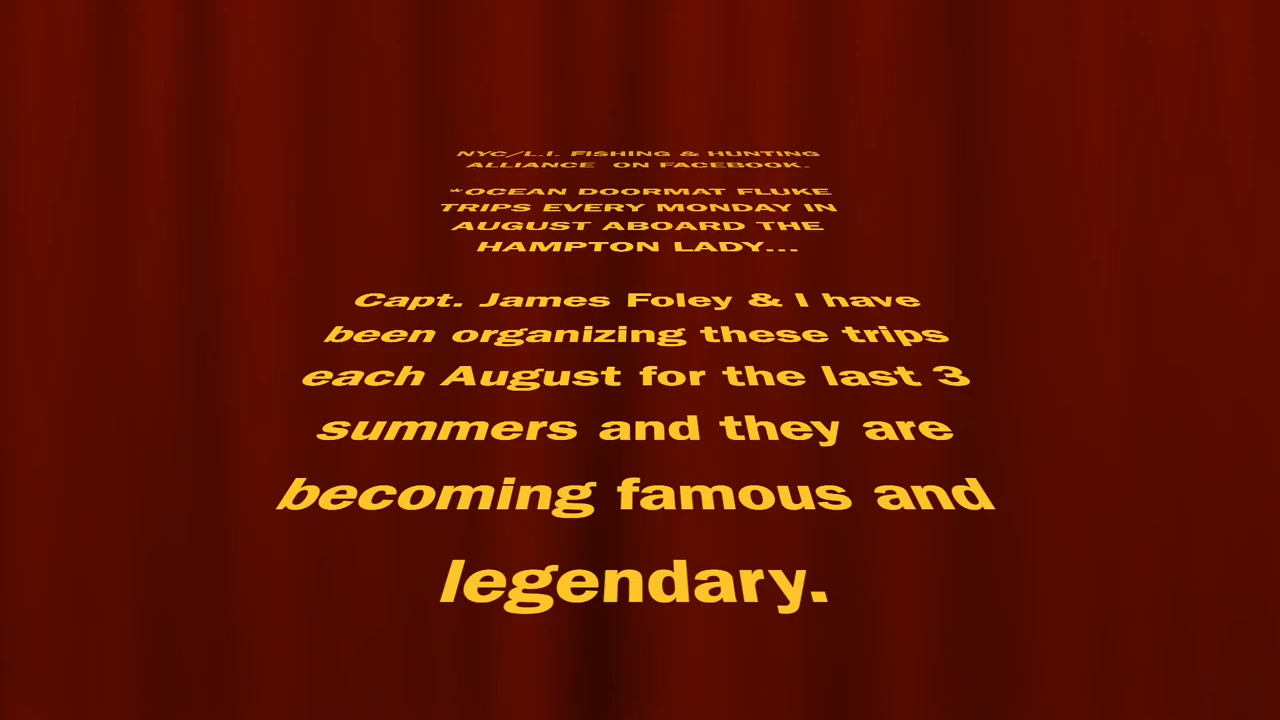 NYC/L.I. FISHING & HUNTING
ALLIANCE ON FACEBOOK.
*OCEAN DOORMAT FLUKE
TRIPS EVERY MONDAY IN
AUGUST ABOARD THE
HAMPTON LADY...
Capt. James Foley & I have
been organizing these trips
each August for the last 3
summers and they are
becoming famous and
legendary.